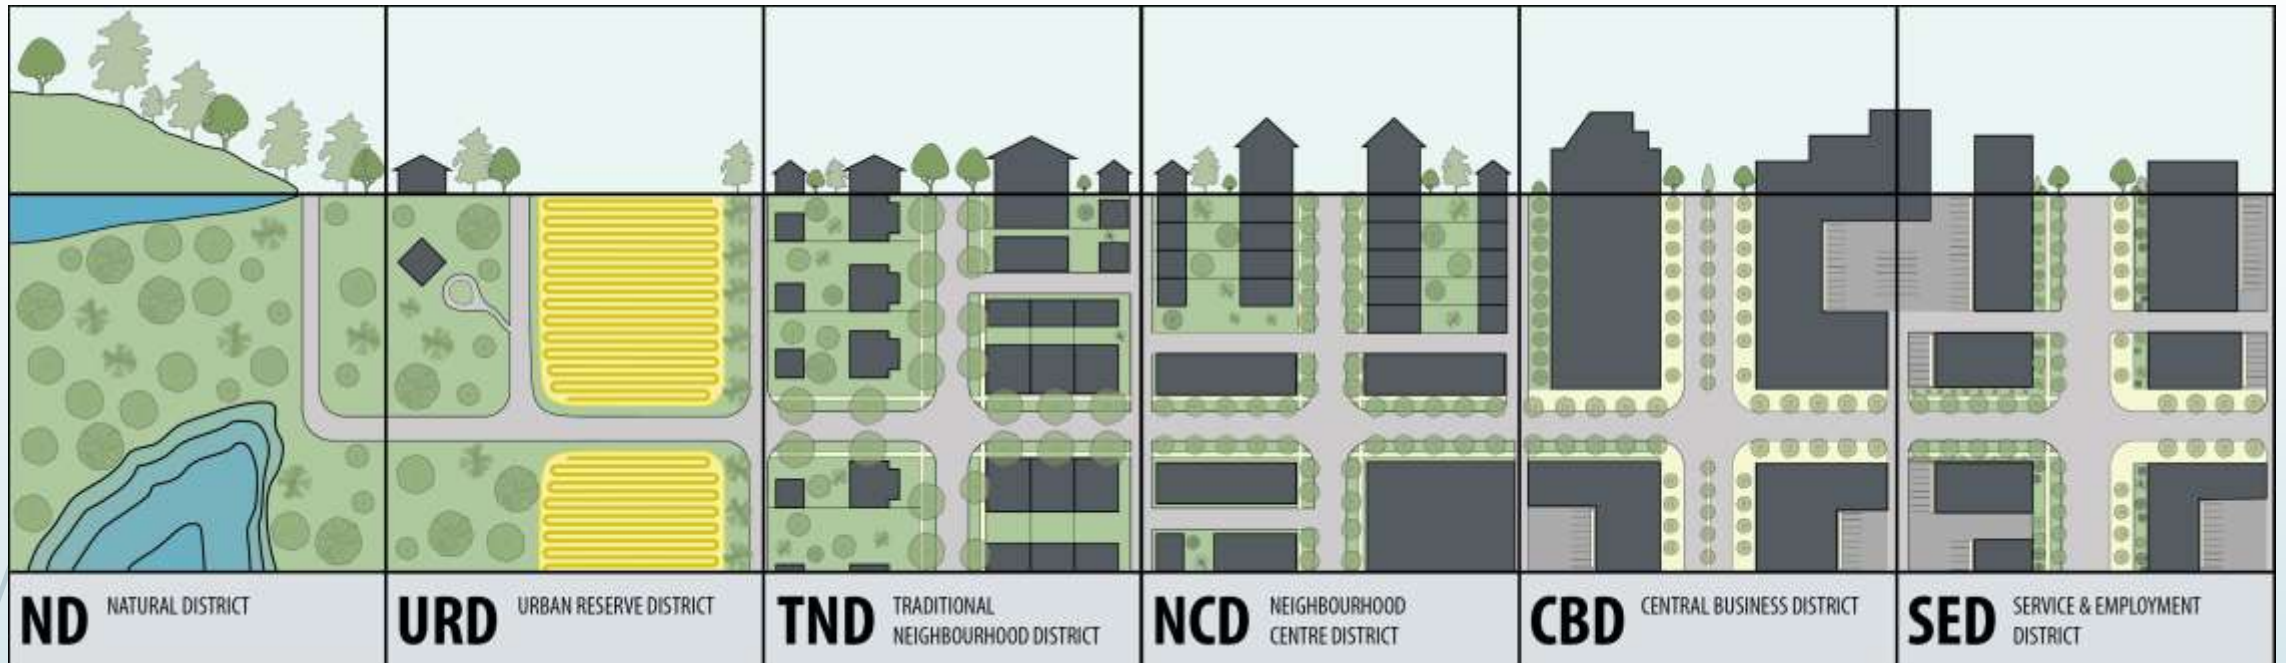 ND NATURAL DISTRICT
URD URBAN RESERVE DISTRICT
TND TRADITIONAL
NEIGHBOURHOOD DISTRICT
NCD NEIGHBOURHOOD
CENTRE DISTRICT
CBD CENTRAL BUSINESS DISTRICT
SED SERVICE & EMPLOYMENT
DISTRICT